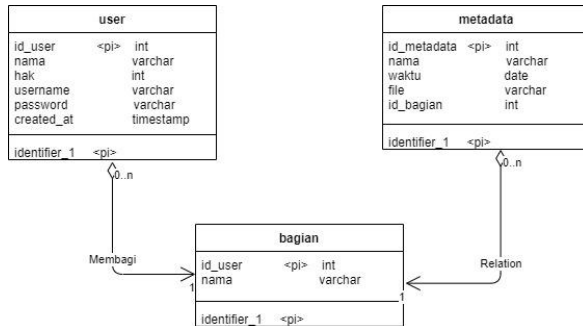 user
id_user <pi> int
nama varchar
hak int
username varchar
password varchar
created_at timestamp
identifier_1 <pi>
0..n
metadata
id_metadata <pi> int
nama varchar
waktu date
file varchar
id_bagian int
identifier_1 <pi>
0..n
Membagi
1
bagian
id_user <pi> int
nama varchar
identifier_1 <pi>
1
Relation